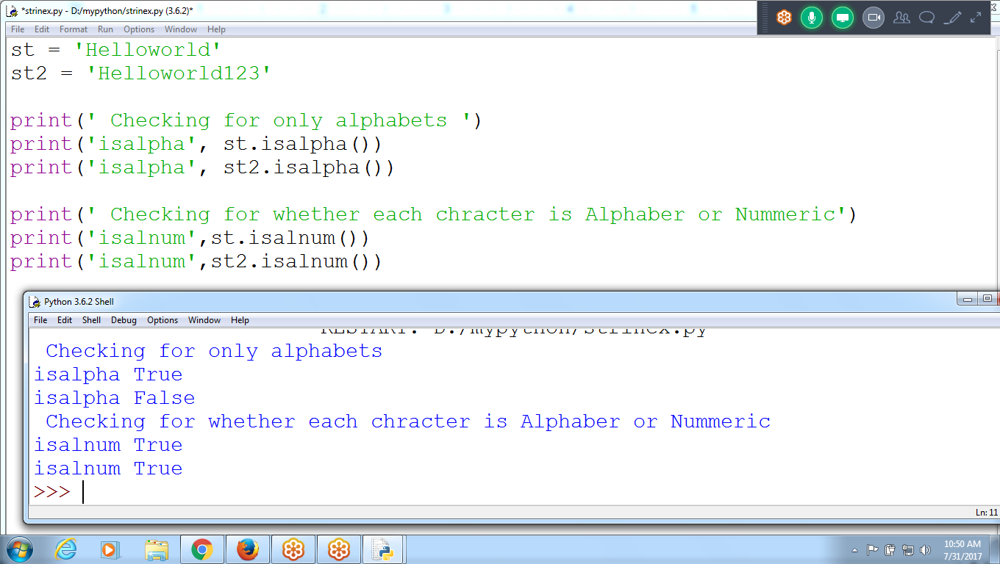 *strinex.py - D:/mypython/strinex.py (3.6.2)*
File Edit Format Run Options Window Help
st = 'Helloworld'
st2 = 'Helloworld123'
print(' Checking for only alphabets ')
print('isalpha', st.isalpha())
print('isalpha', st2.isalpha())
print(' Checking for whether each chracter is Alphaber or Nummeric')
print('isalnum',st.isalnum())
print('isalnum',st2.isalnum())
Python 3.6.2 Shell
File Edit Shell Debug Options Window Help
RESTART: D:/mypython/strinex.py
 Checking for only alphabets
isalpha True
isalpha False
 Checking for whether each chracter is Alphaber or Nummeric
isalnum True
isalnum True
>>>
Ln: 11
10:50 AM
7/31/2017